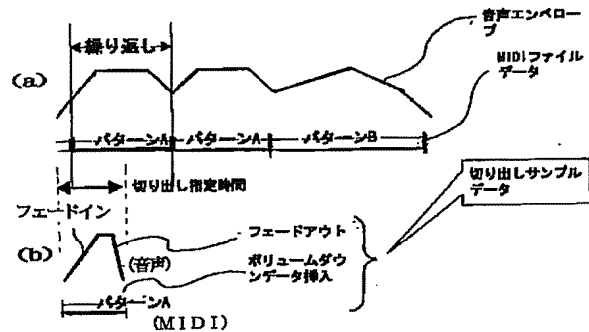 音声エンベロー
プ
繰り返し
(a)
MIDIファイル
データ
パターンA
パターンA
パターンB
切り出し指定時間
切り出しサンプル
データ
フェードイン
(b)
フェードアウト
(音声)
ボリュームダウ
ンデータ挿入
パターンA
(MIDI)